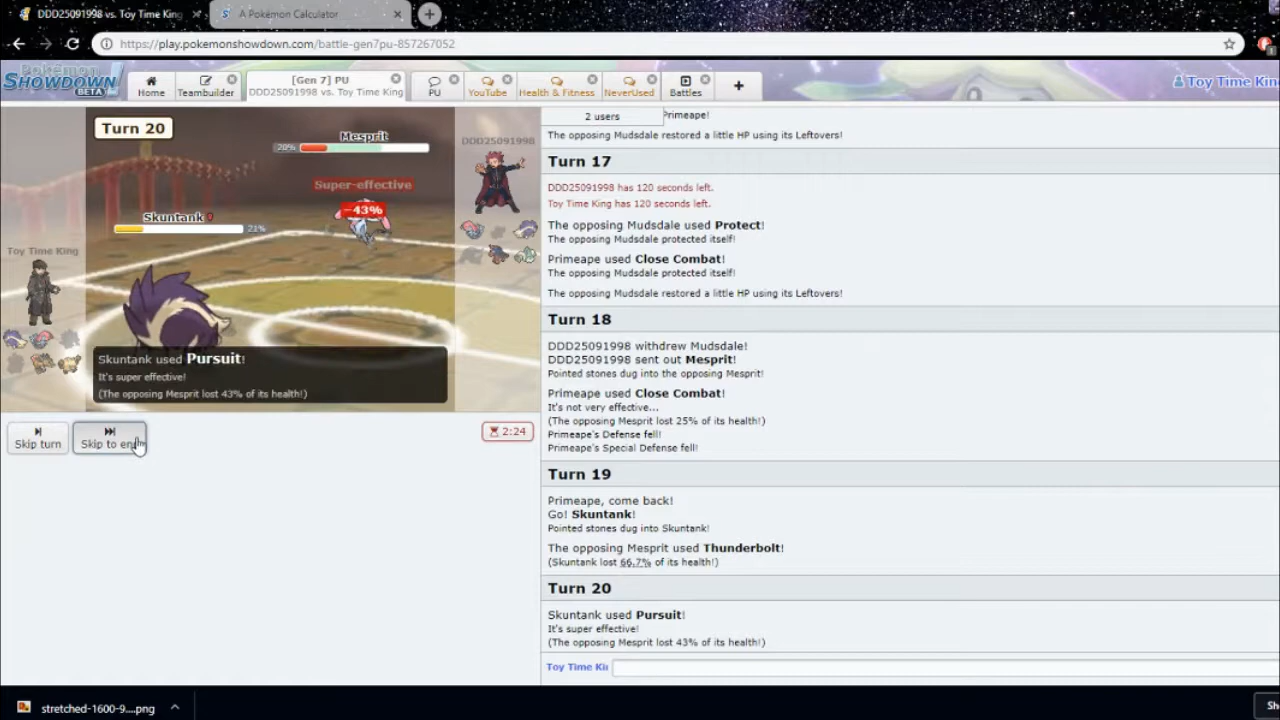 DDD25091998 vs. Toy Time King
A Pokémon Calculator
https://play.pokemonshowdown.com/battle-gen7pu-857267052
Pokémon
SHOWDOWN!
BETA
Home
Teambuilder
[Gen 7] PU
DDD25091998 vs. Toy Time King
PU
YouTube
Health & Fitness
NeverUsed
Battles
Toy Time Kin
Turn 20
Mesprit
20%
DDD25091998
Super-effective
-43%
Skuntank
21%
Toy Time King
Skuntank used Pursuit!
It's super effective!
(The opposing Mesprit lost 43% of its health!)
Skip turn
Skip to end
2:24
2 users
Primeape!
The opposing Mudsdale restored a little HP using its Leftovers!
Turn 17
DDD25091998 has 120 seconds left.
Toy Time King has 120 seconds left.
The opposing Mudsdale used Protect!
The opposing Mudsdale protected itself!
Primeape used Close Combat!
The opposing Mudsdale protected itself!
The opposing Mudsdale restored a little HP using its Leftovers!
Turn 18
DDD25091998 withdrew Mudsdale!
DDD25091998 sent out Mesprit!
Pointed stones dug into the opposing Mesprit!
Primeape used Close Combat!
It's not very effective...
(The opposing Mesprit lost 25% of its health!)
Primeape's Defense fell!
Primeape's Special Defense fell!
Turn 19
Primeape, come back!
Go! Skuntank!
Pointed stones dug into Skuntank!
The opposing Mesprit used Thunderbolt!
(Skuntank lost 66.7% of its health!)
Turn 20
Skuntank used Pursuit!
It's super effective!
(The opposing Mesprit lost 43% of its health!)
Toy Time Ki
stretched-1600-9....png
Sh